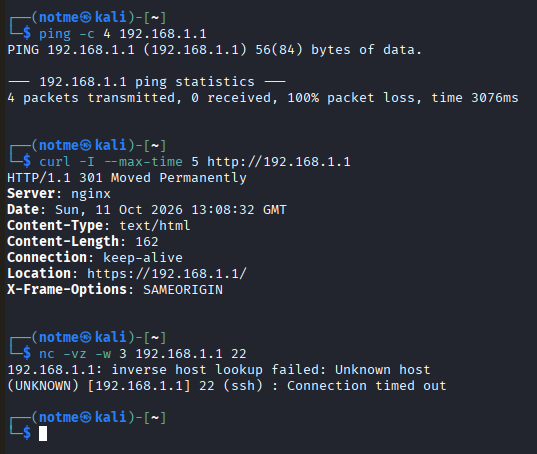 ┌──(notme㉿kali)-[~]
└─$ ping -c 4 192.168.1.1
PING 192.168.1.1 (192.168.1.1) 56(84) bytes of data.

--- 192.168.1.1 ping statistics ---
4 packets transmitted, 0 received, 100% packet loss, time 3076ms

┌──(notme㉿kali)-[~]
└─$ curl -I --max-time 5 http://192.168.1.1
HTTP/1.1 301 Moved Permanently
Server: nginx
Date: Sun, 11 Oct 2026 13:08:32 GMT
Content-Type: text/html
Content-Length: 162
Connection: keep-alive
Location: https://192.168.1.1/
X-Frame-Options: SAMEORIGIN

┌──(notme㉿kali)-[~]
└─$ nc -vz -w 3 192.168.1.1 22
192.168.1.1: inverse host lookup failed: Unknown host
(UNKNOWN) [192.168.1.1] 22 (ssh) : Connection timed out

┌──(notme㉿kali)-[~]
└─$